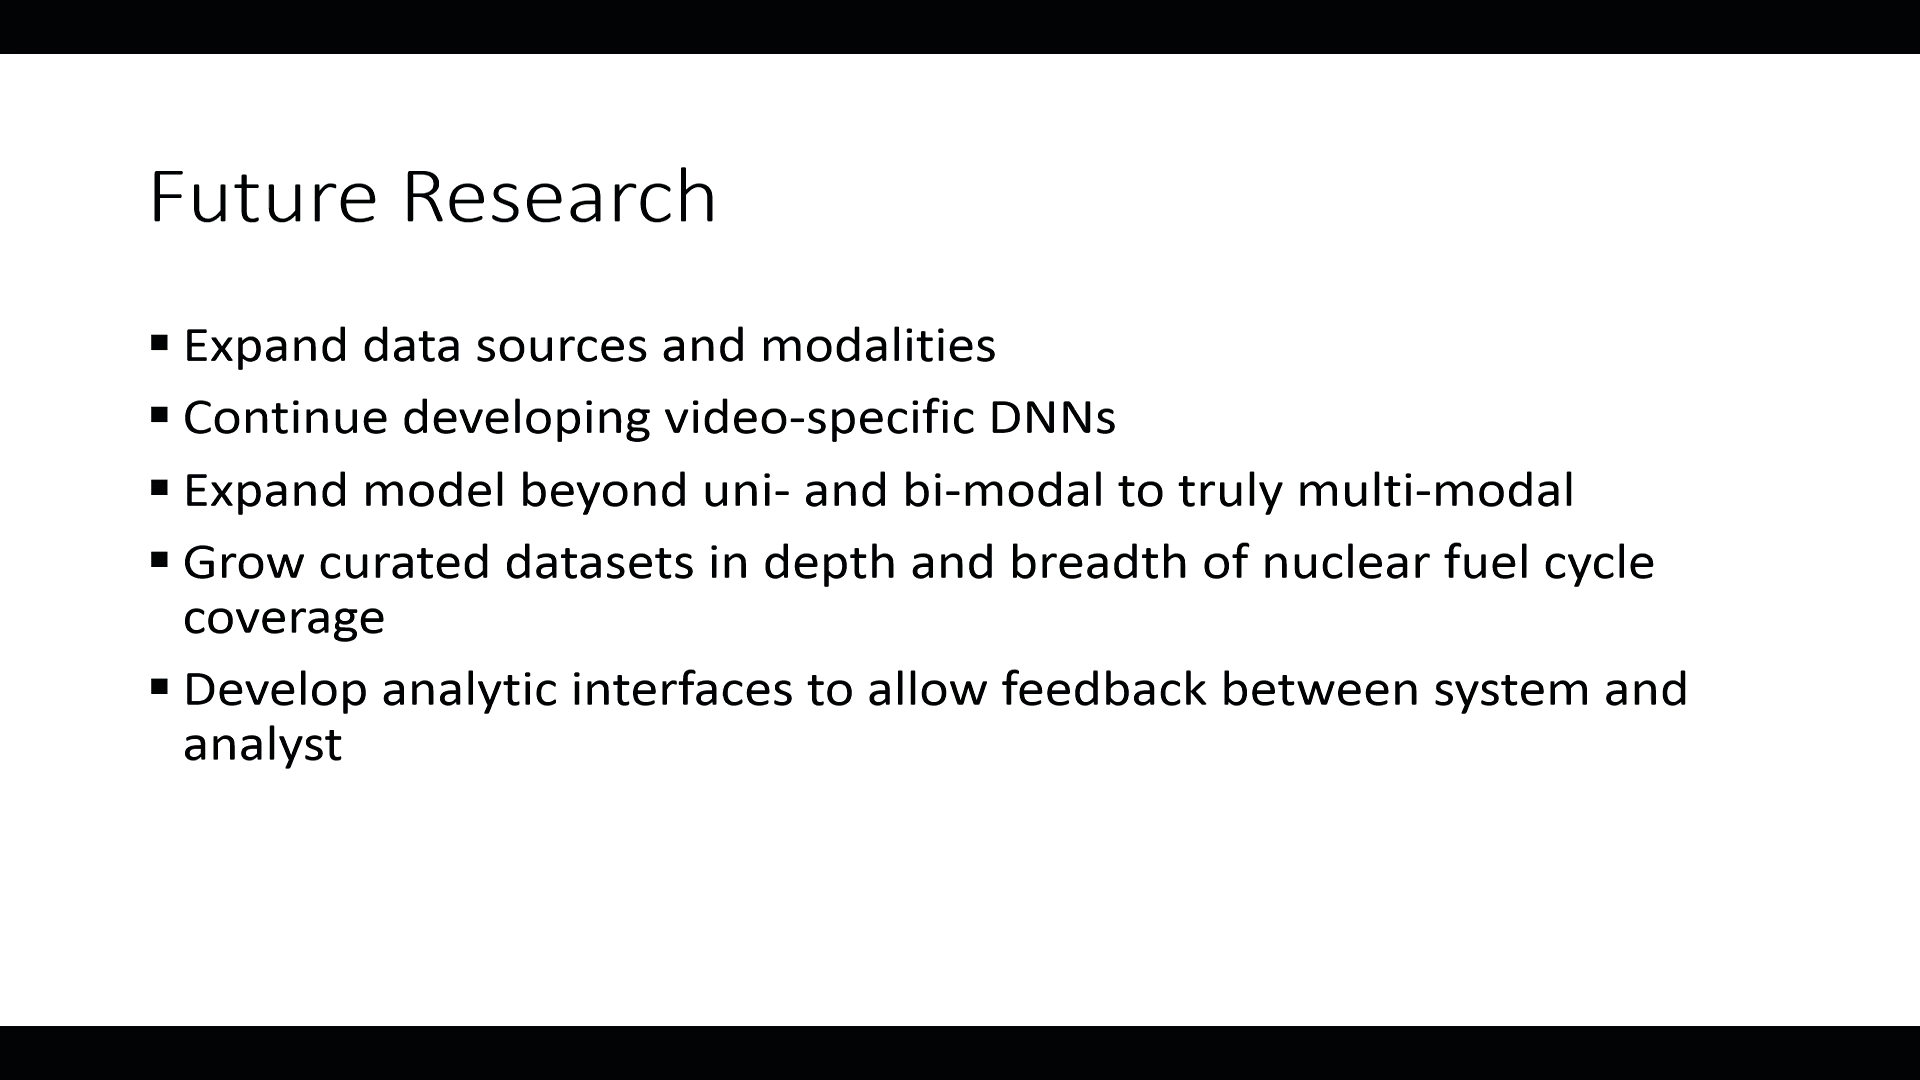 Future Research
▪ Expand data sources and modalities
▪ Continue developing video-specific DNNs
▪ Expand model beyond uni- and bi-modal to truly multi-modal
▪ Grow curated datasets in depth and breadth of nuclear fuel cycle
coverage
▪ Develop analytic interfaces to allow feedback between system and
analyst